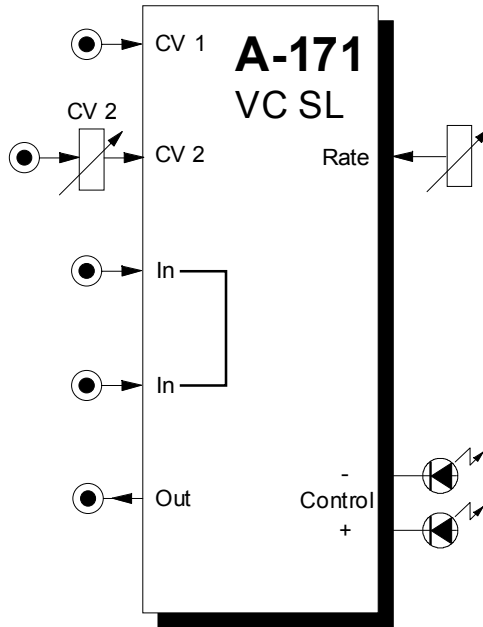 A-171
VC SL
CV 1
CV 2
CV 2
Rate
In
In
Out
-
Control
+